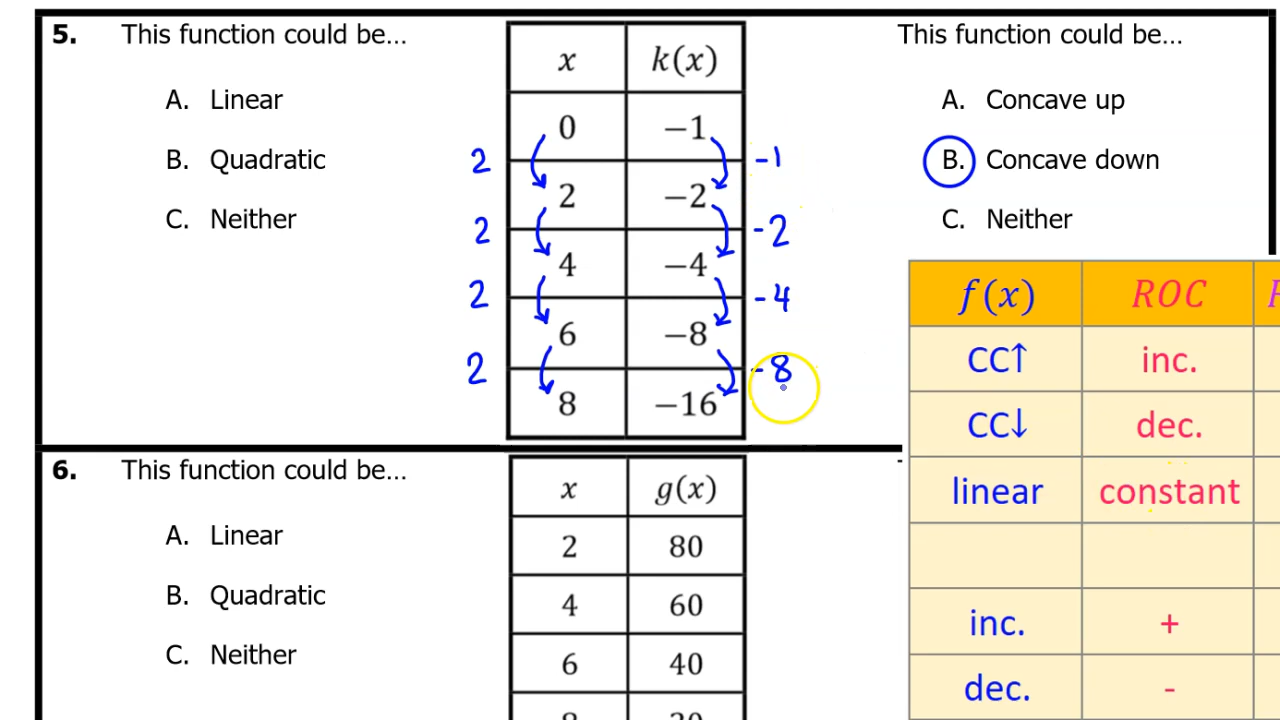 5. This function could be...
A. Linear
B. Quadratic
C. Neither
x k(x)
0 −1
2 −2
4 −4
6 −8
8 −16
2 -1
2 -2
2 -4
2 -8
This function could be...
A. Concave up
B. Concave down
C. Neither
f(x) ROC
CC↑ inc.
CC↓ dec.
linear constant
inc. +
dec. -
6. This function could be...
A. Linear
B. Quadratic
C. Neither
x g(x)
2 80
4 60
6 40